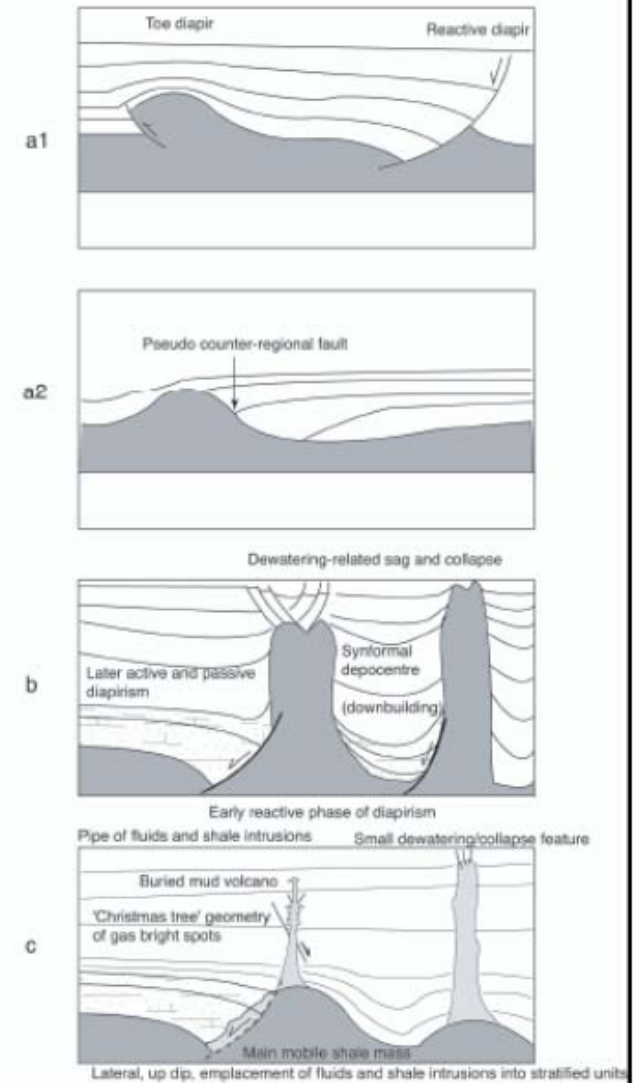 Toe diapir
Reactive diapir
a1
Pseudo counter-regional fault
a2
Dewatering-related sag and collapse
Synformal
depocentre
Later active and passive
diapirism
b
(downbuilding)
Early reactive phase of diapirism
Pipe of fluids and shale intrusions
Small dewatering/collapse feature
Buried mud volcano
'Christmas tree' geometry
of gas bright spots
c
Main mobile shale mass
Lateral, up dip, emplacement of fluids and shale intrusions into stratified units